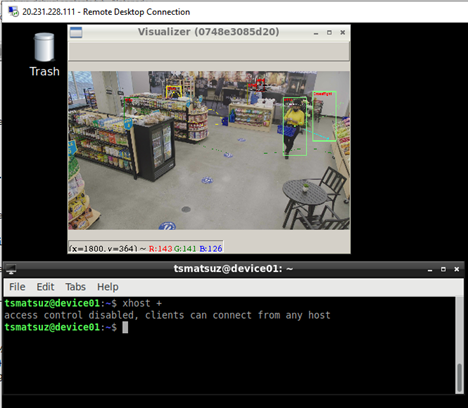 20.231.228.111 - Remote Desktop Connection
Visualizer (0748e3085d20)
Trash
(x=1800, y=364) ~ R:143 G:141 B:126
tsmatsuz@device01: ~
File Edit Tabs Help
tsmatsuz@device01:~$ xhost +
access control disabled, clients can connect from any host
tsmatsuz@device01:~$